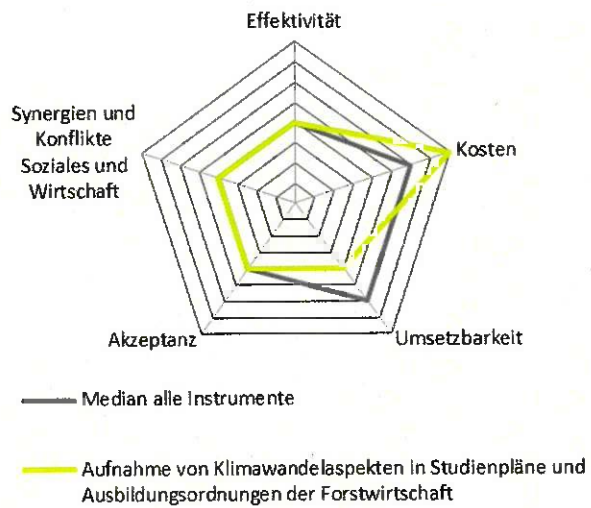 Effektivität
Synergien und
Konflikte
Soziales und
Wirtschaft
Kosten
Akzeptanz
Umsetzbarkeit
Median alle Instrumente
Aufnahme von Klimawandelaspekten in Studienpläne und
Ausbildungsordnungen der Forstwirtschaft